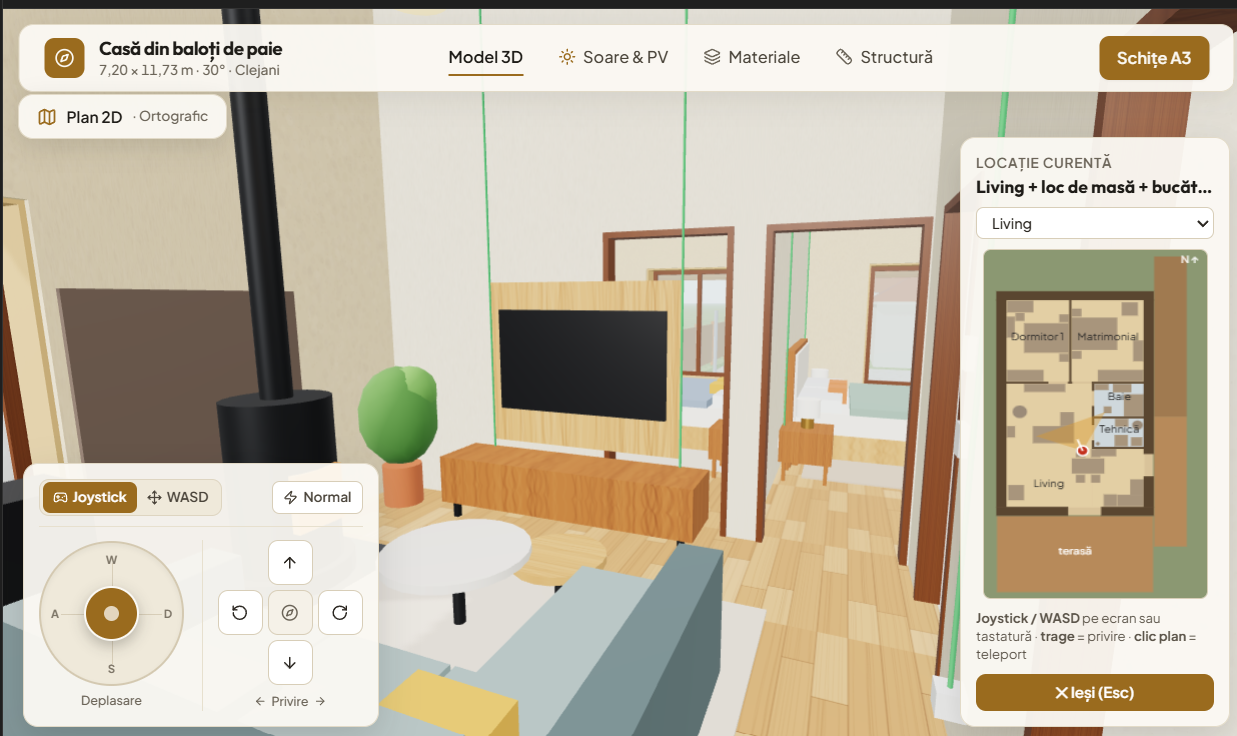 Casă din baloți de paie
7,20 × 11,73 m · 30° · Clejani
Model 3D
Soare & PV
Materiale
Structură
Schițe A3
Plan 2D · Ortografic
LOCAȚIE CURENTĂ
Living + loc de masă + bucăt...
Living
N↑
Dormitor 1
Matrimonial
Baie
Tehnică
Living
terasă
Joystick / WASD pe ecran sau
tastatură · trage = privire · clic plan =
teleport
✕ Ieși (Esc)
Joystick
WASD
Normal
W
A
D
S
Deplasare
↑
↓
← Privire →